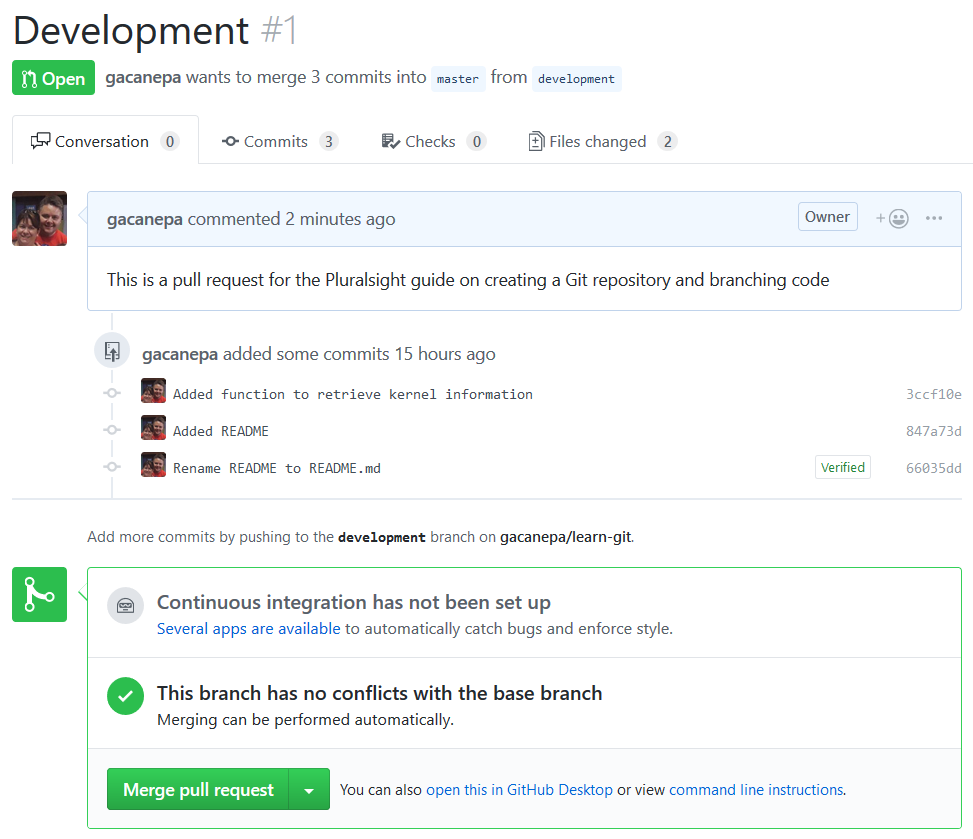 Development #1
Open gacanepa wants to merge 3 commits into master from development
Conversation 0 Commits 3 Checks 0 Files changed 2
gacanepa commented 2 minutes ago Owner
This is a pull request for the Pluralsight guide on creating a Git repository and branching code
gacanepa added some commits 15 hours ago
Added function to retrieve kernel information 3ccf10e
Added README 847a73d
Rename README to README.md Verified 66035dd
Add more commits by pushing to the development branch on gacanepa/learn-git.
Continuous integration has not been set up
Several apps are available to automatically catch bugs and enforce style.
This branch has no conflicts with the base branch
Merging can be performed automatically.
Merge pull request You can also open this in GitHub Desktop or view command line instructions.